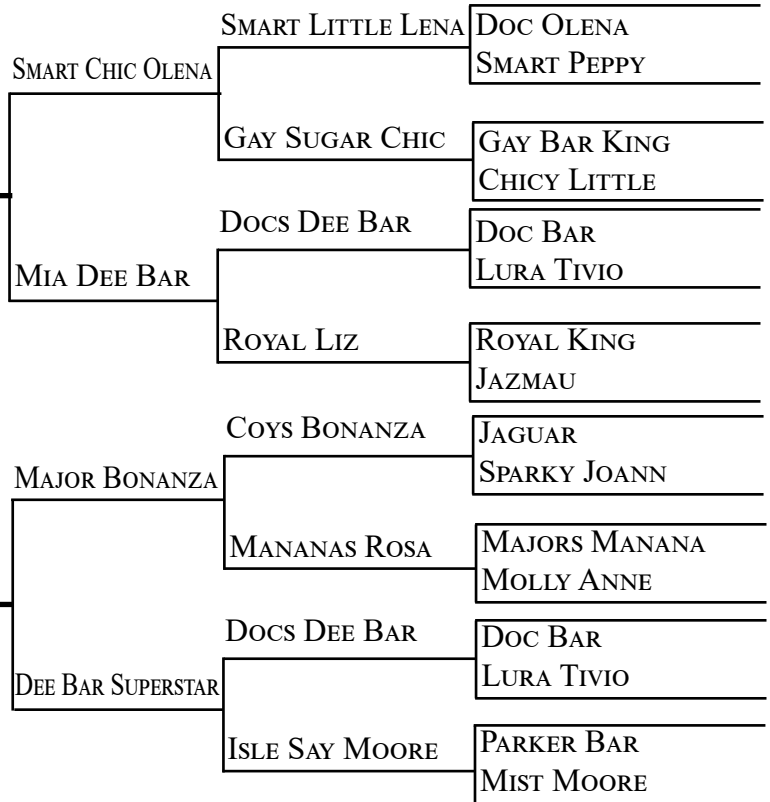 Smart Little Lena
Doc Olena
Smart Peppy
Smart Chic Olena
Gay Sugar Chic
Gay Bar King
Chicy Little
Docs Dee Bar
Doc Bar
Lura Tivio
Mia Dee Bar
Royal Liz
Royal King
Jazmau
Coys Bonanza
Jaguar
Sparky Joann
Major Bonanza
Mananas Rosa
Majors Manana
Molly Anne
Docs Dee Bar
Doc Bar
Lura Tivio
Dee Bar Superstar
Isle Say Moore
Parker Bar
Mist Moore